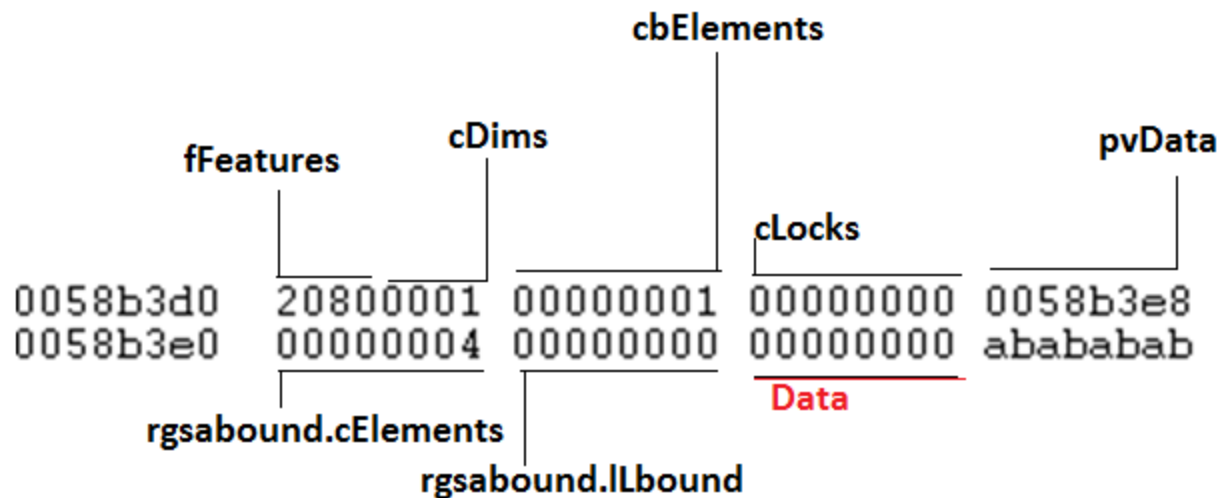 cbElements
cDims
fFeatures
pvData
cLocks
0058b3d0 20800001 00000001 00000000 0058b3e8
0058b3e0 00000004 00000000 00000000 abababab
Data
rgsabound.cElements
rgsabound.lLbound